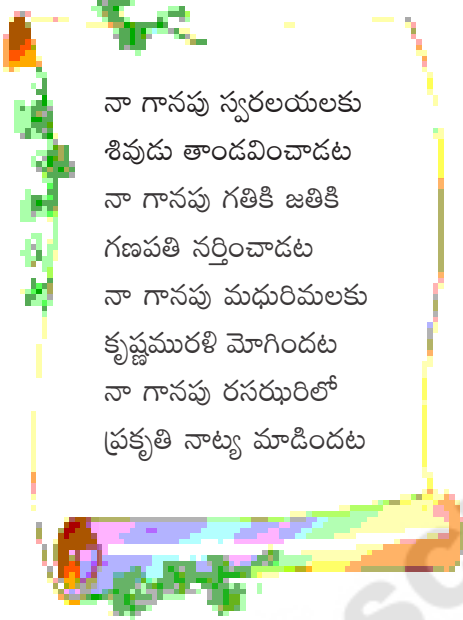 నా గానపు స్వరలయలకు
శివుడు తాండవించాడట
నా గానపు గతికి జతికి
గణపతి నర్తించాడట
నా గానపు మధురిమలకు
కృష్ణమురళి మోగిందట
నా గానపు రసఝరిలో
ప్రకృతి నాట్య మాడిందట